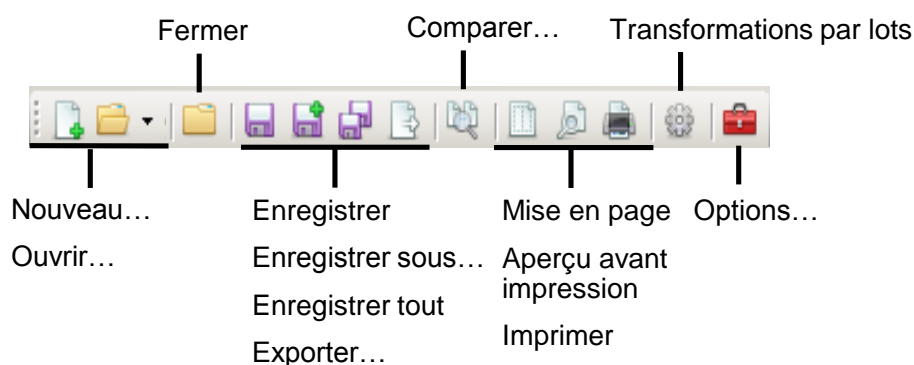 Fermer
Comparer…
Transformations par lots
Nouveau…
Ouvrir…
Enregistrer
Enregistrer sous…
Enregistrer tout
Exporter…
Mise en page
Aperçu avant
impression
Imprimer
Options…